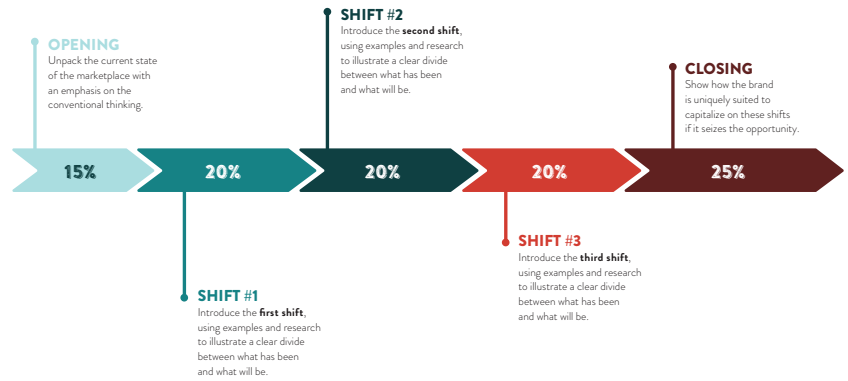 OPENING
Unpack the current state
of the marketplace with
an emphasis on the
conventional thinking.
SHIFT #2
Introduce the second shift,
using examples and research
to illustrate a clear divide
between what has been
and what will be.
CLOSING
Show how the brand
is uniquely suited to
capitalize on these shifts
if it seizes the opportunity.
15%
20%
20%
20%
25%
SHIFT #1
Introduce the first shift,
using examples and research
to illustrate a clear divide
between what has been
and what will be.
SHIFT #3
Introduce the third shift,
using examples and research
to illustrate a clear divide
between what has been
and what will be.